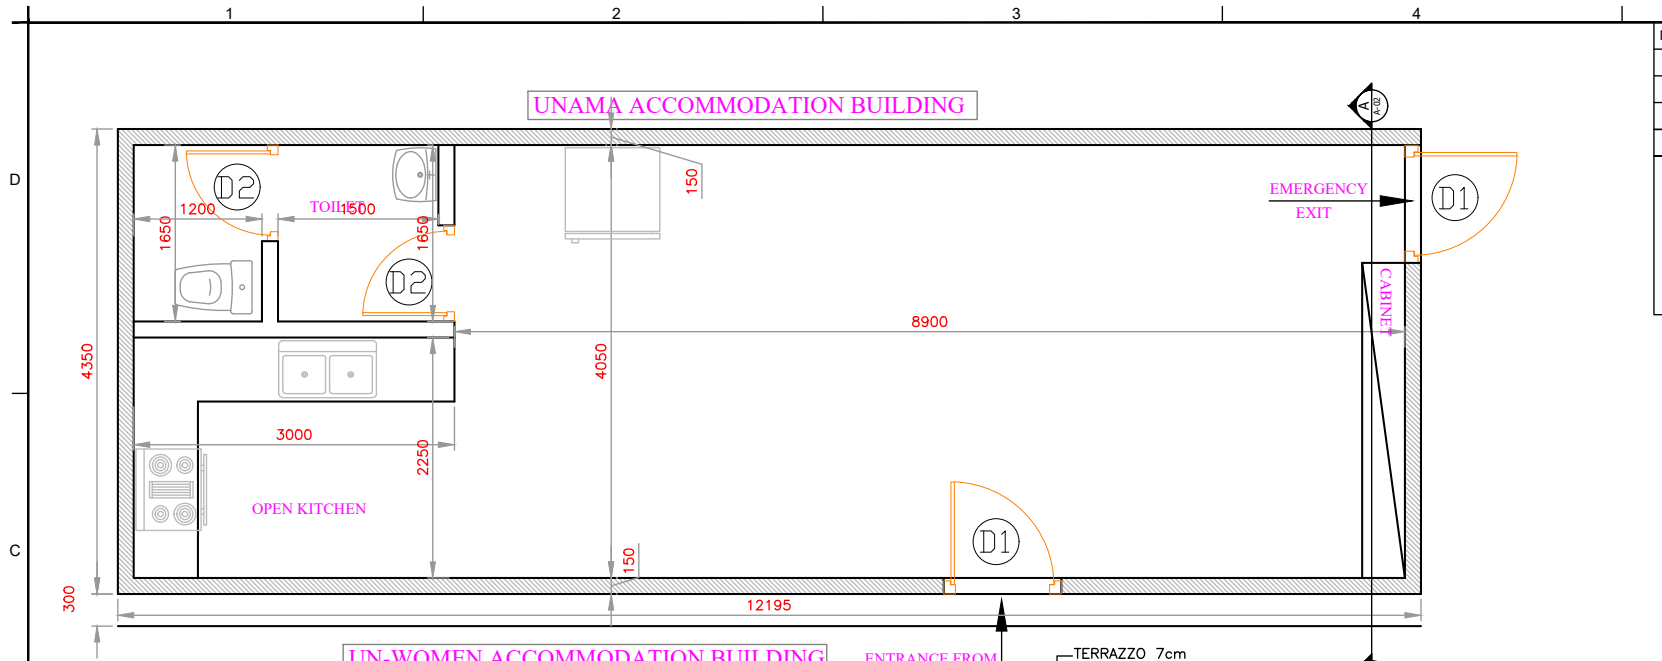 1 2 3 4
UNAMA ACCOMMODATION BUILDING
A
A-02
D
D2
150
EMERGENCY
EXIT
D1
TOILET
1200
1500
1650
1650
D2
CABINET
8900
4350
4050
3000
2250
OPEN KITCHEN
D1
C
150
300
12195
UN-WOMEN ACCOMMODATION BUILDING
ENTRANCE FROM
TERRAZZO 7cm